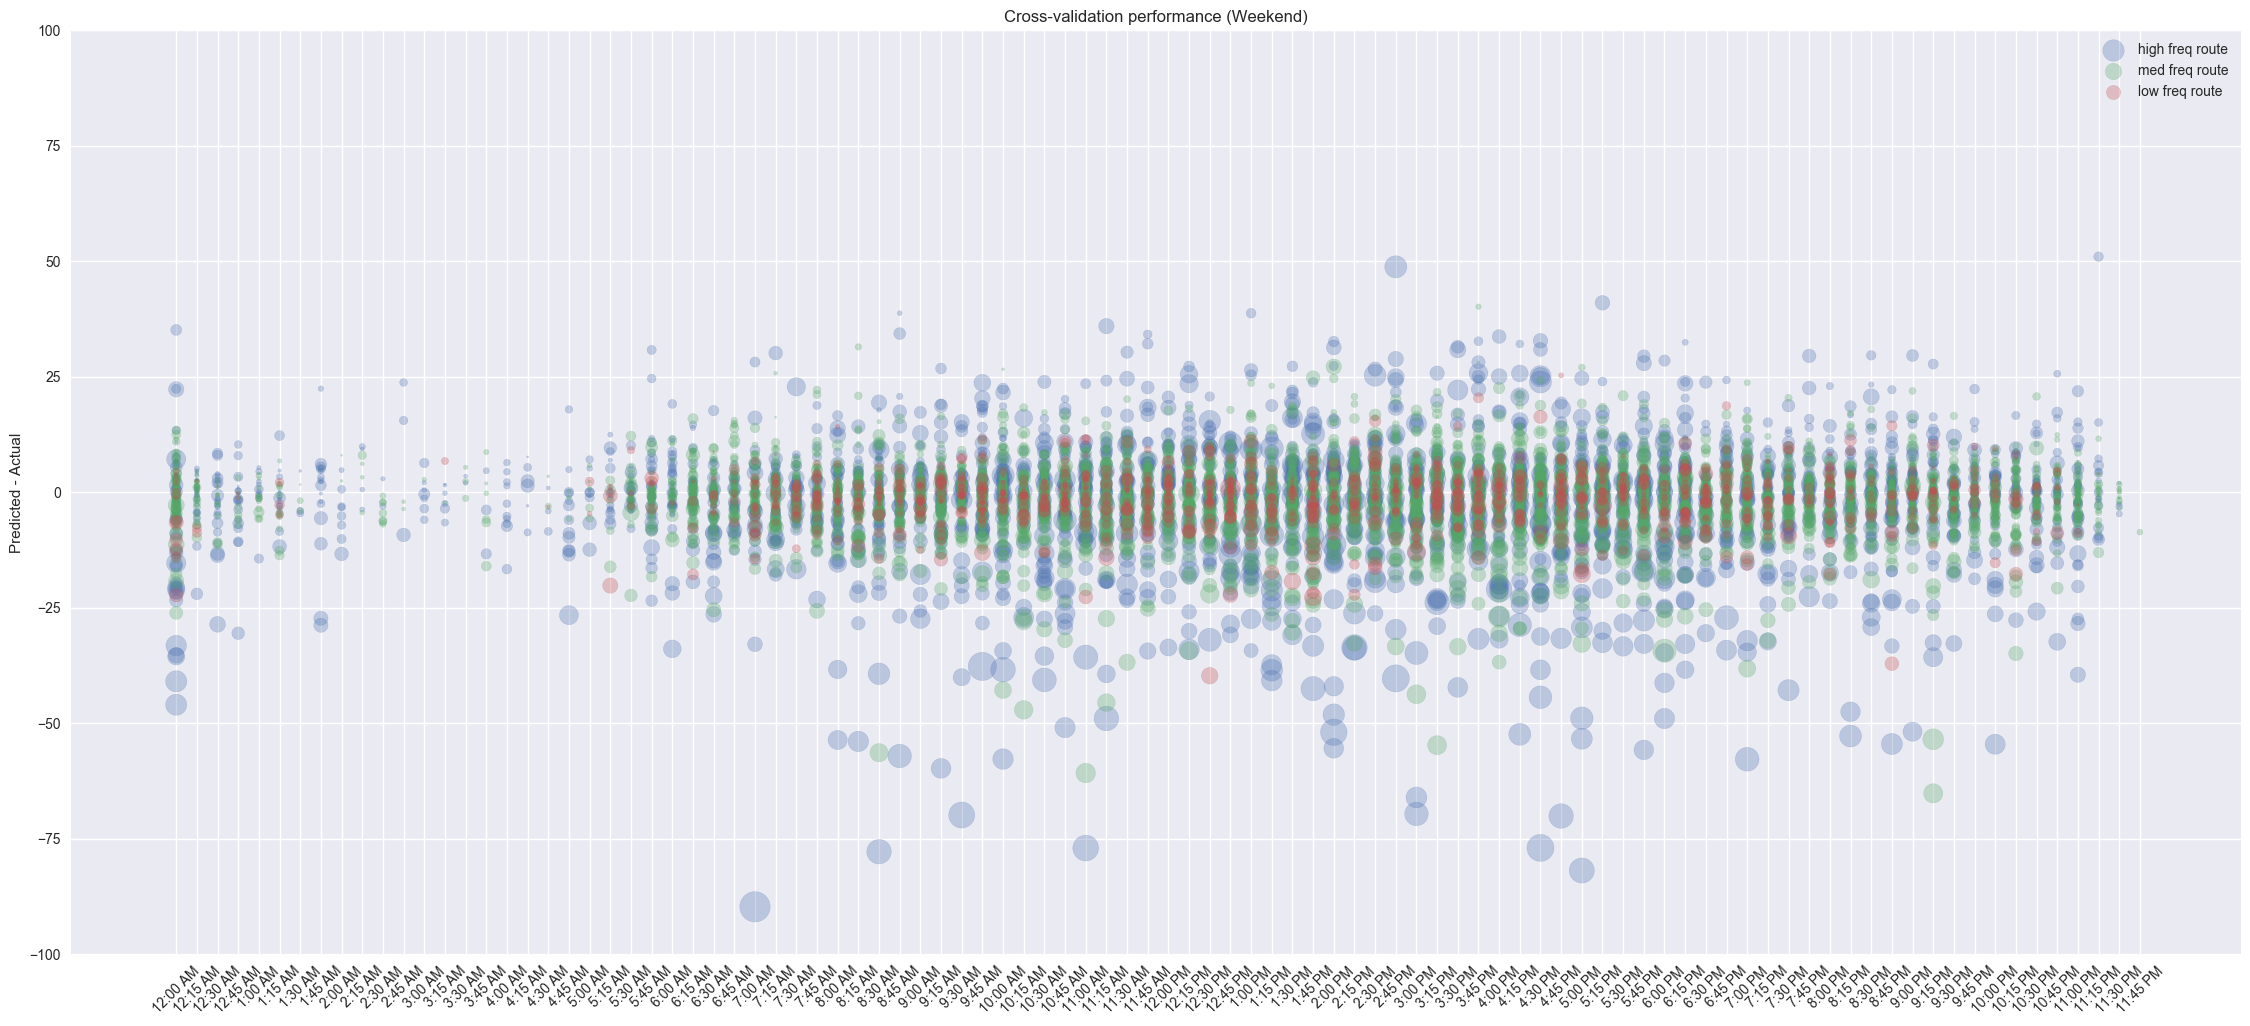 Cross-validation performance (Weekend)
high freq route
med freq route
low freq route
Predicted - Actual
100
75
50
25
0
−25
−50
−75
−100
12:00 AM
12:15 AM
12:30 AM
12:45 AM
1:00 AM
1:15 AM
1:30 AM
1:45 AM
2:00 AM
2:15 AM
2:30 AM
2:45 AM
3:00 AM
3:15 AM
3:30 AM
3:45 AM
4:00 AM
4:15 AM
4:30 AM
4:45 AM
5:00 AM
5:15 AM
5:30 AM
5:45 AM
6:00 AM
6:15 AM
6:30 AM
6:45 AM
7:00 AM
7:15 AM
7:30 AM
7:45 AM
8:00 AM
8:15 AM
8:30 AM
8:45 AM
9:00 AM
9:15 AM
9:30 AM
9:45 AM
10:00 AM
10:15 AM
10:30 AM
10:45 AM
11:00 AM
11:15 AM
11:30 AM
11:45 AM
12:00 PM
12:15 PM
12:30 PM
12:45 PM
1:00 PM
1:15 PM
1:30 PM
1:45 PM
2:00 PM
2:15 PM
2:30 PM
2:45 PM
3:00 PM
3:15 PM
3:30 PM
3:45 PM
4:00 PM
4:15 PM
4:30 PM
4:45 PM
5:00 PM
5:15 PM
5:30 PM
5:45 PM
6:00 PM
6:15 PM
6:30 PM
6:45 PM
7:00 PM
7:15 PM
7:30 PM
7:45 PM
8:00 PM
8:15 PM
8:30 PM
8:45 PM
9:00 PM
9:15 PM
9:30 PM
9:45 PM
10:00 PM
10:15 PM
10:30 PM
10:45 PM
11:00 PM
11:15 PM
11:30 PM
11:45 PM